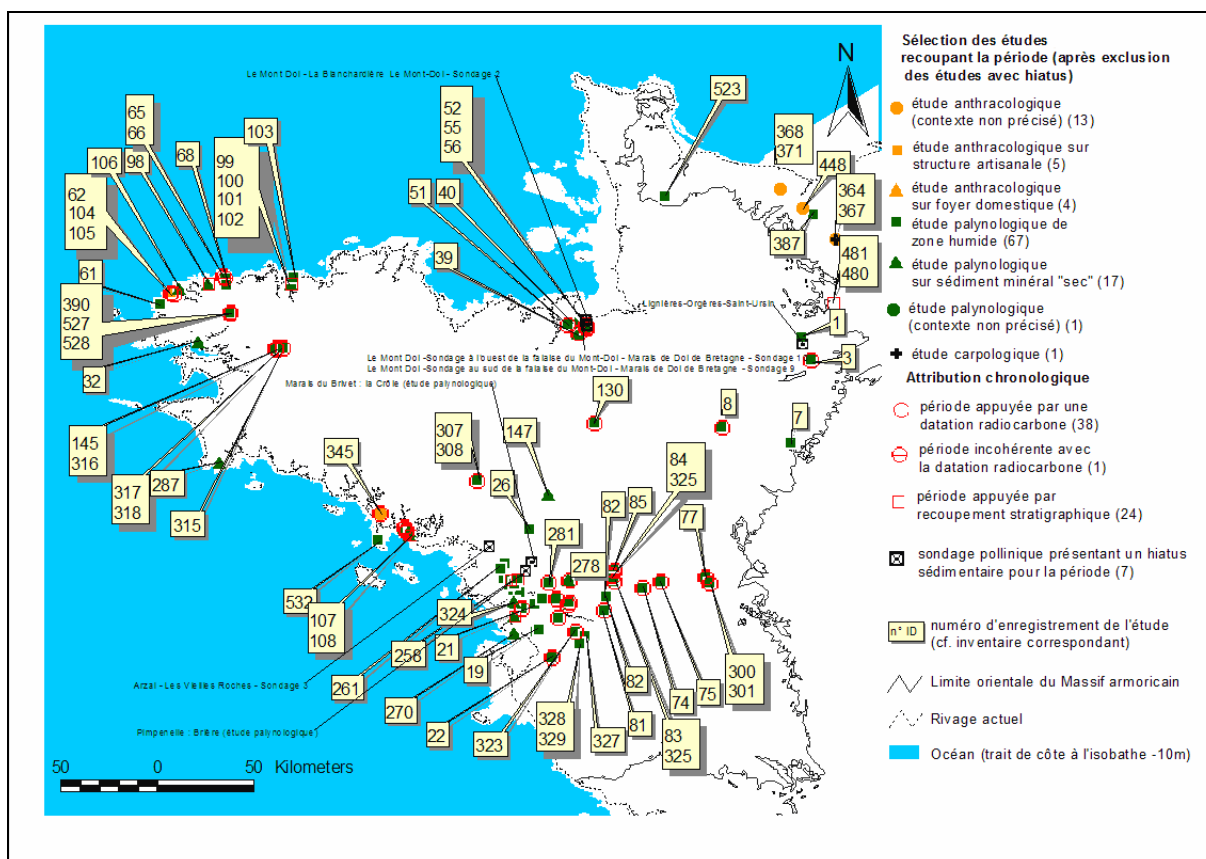 Le Mont Dol - La Blanchardière Le Mont-Dol - Sondage 2
N
65
66
106
98
68
99
100
101
102
103
52
55
56
523
368
371
448
364
367
62
104
105
51
40
387
481
480
61
39
390
527
528
Lignières-Orgères-Saint-Ursin
1
3
32
Le Mont Dol -Sondage à l'ouest de la falaise du Mont-Dol - Marais de Dol de Bretagne - Sondage 1
Le Mont Dol -Sondage au sud de la falaise du Mont-Dol - Marais de Dol de Bretagne - Sondage 9
Marais du Brivet : la Crôle (étude palynologique)
130
8
7
145
316
307
308
147
345
84
325
317
318
287
26
82
85
77
315
281
278
532
107
108
324
258
21
261
19
Arzal - Les Vieilles Roches - Sondage 3
270
82
74
75
300
301
Pimpenelle : Brière (étude palynologique)
22
323
328
329
327
81
83
325
50 0 50 Kilometers
Sélection des études
recoupant la période (après exclusion
des études avec hiatus)
étude anthracologique
(contexte non précisé) (13)
étude anthracologique sur
structure artisanale (5)
étude anthracologique
sur foyer domestique (4)
étude palynologique de
zone humide (67)
étude palynologique
sur sédiment minéral "sec" (17)
étude palynologique
(contexte non précisé) (1)
étude carpologique (1)
Attribution chronologique
période appuyée par une
datation radiocarbone (38)
période incohérente avec
la datation radiocarbone (1)
période appuyée par
recoupement stratigraphique (24)
sondage pollinique présentant un hiatus
sédimentaire pour la période (7)
n° ID numéro d'enregistrement de l'étude
(cf. inventaire correspondant)
Limite orientale du Massif armoricain
Rivage actuel
Océan (trait de côte à l'isobathe -10m)